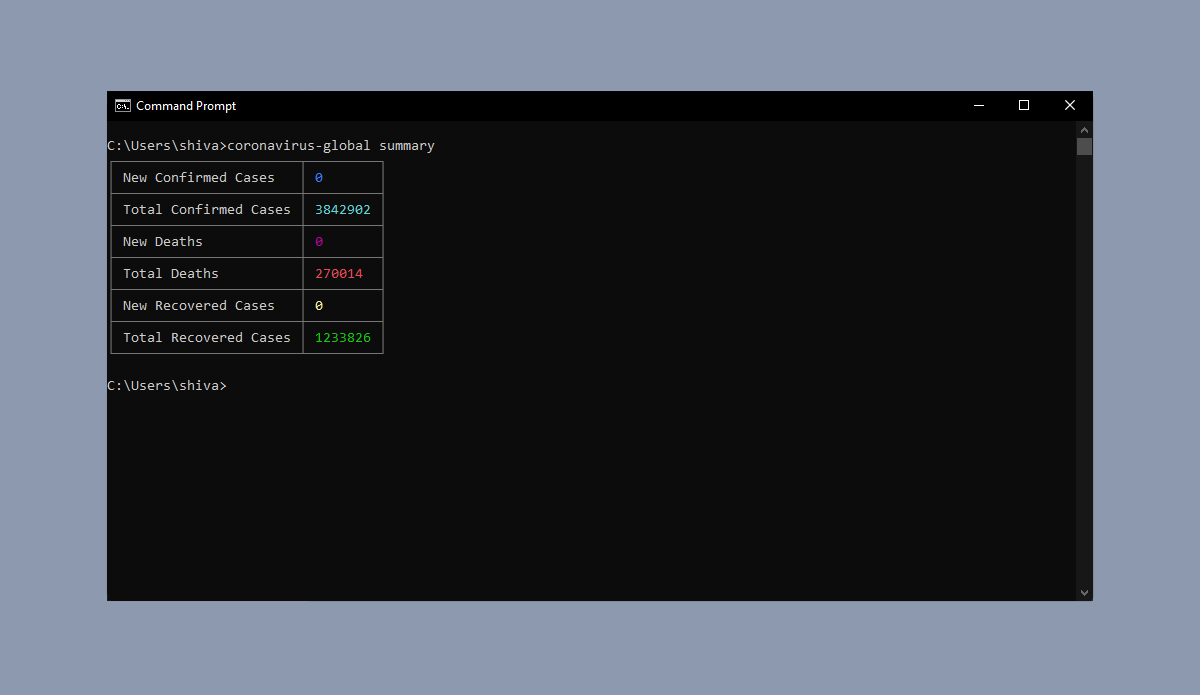 Command Prompt
C:\Users\shiva>coronavirus-global summary
New Confirmed Cases 0
Total Confirmed Cases 3842902
New Deaths 0
Total Deaths 270014
New Recovered Cases 0
Total Recovered Cases 1233826
C:\Users\shiva>